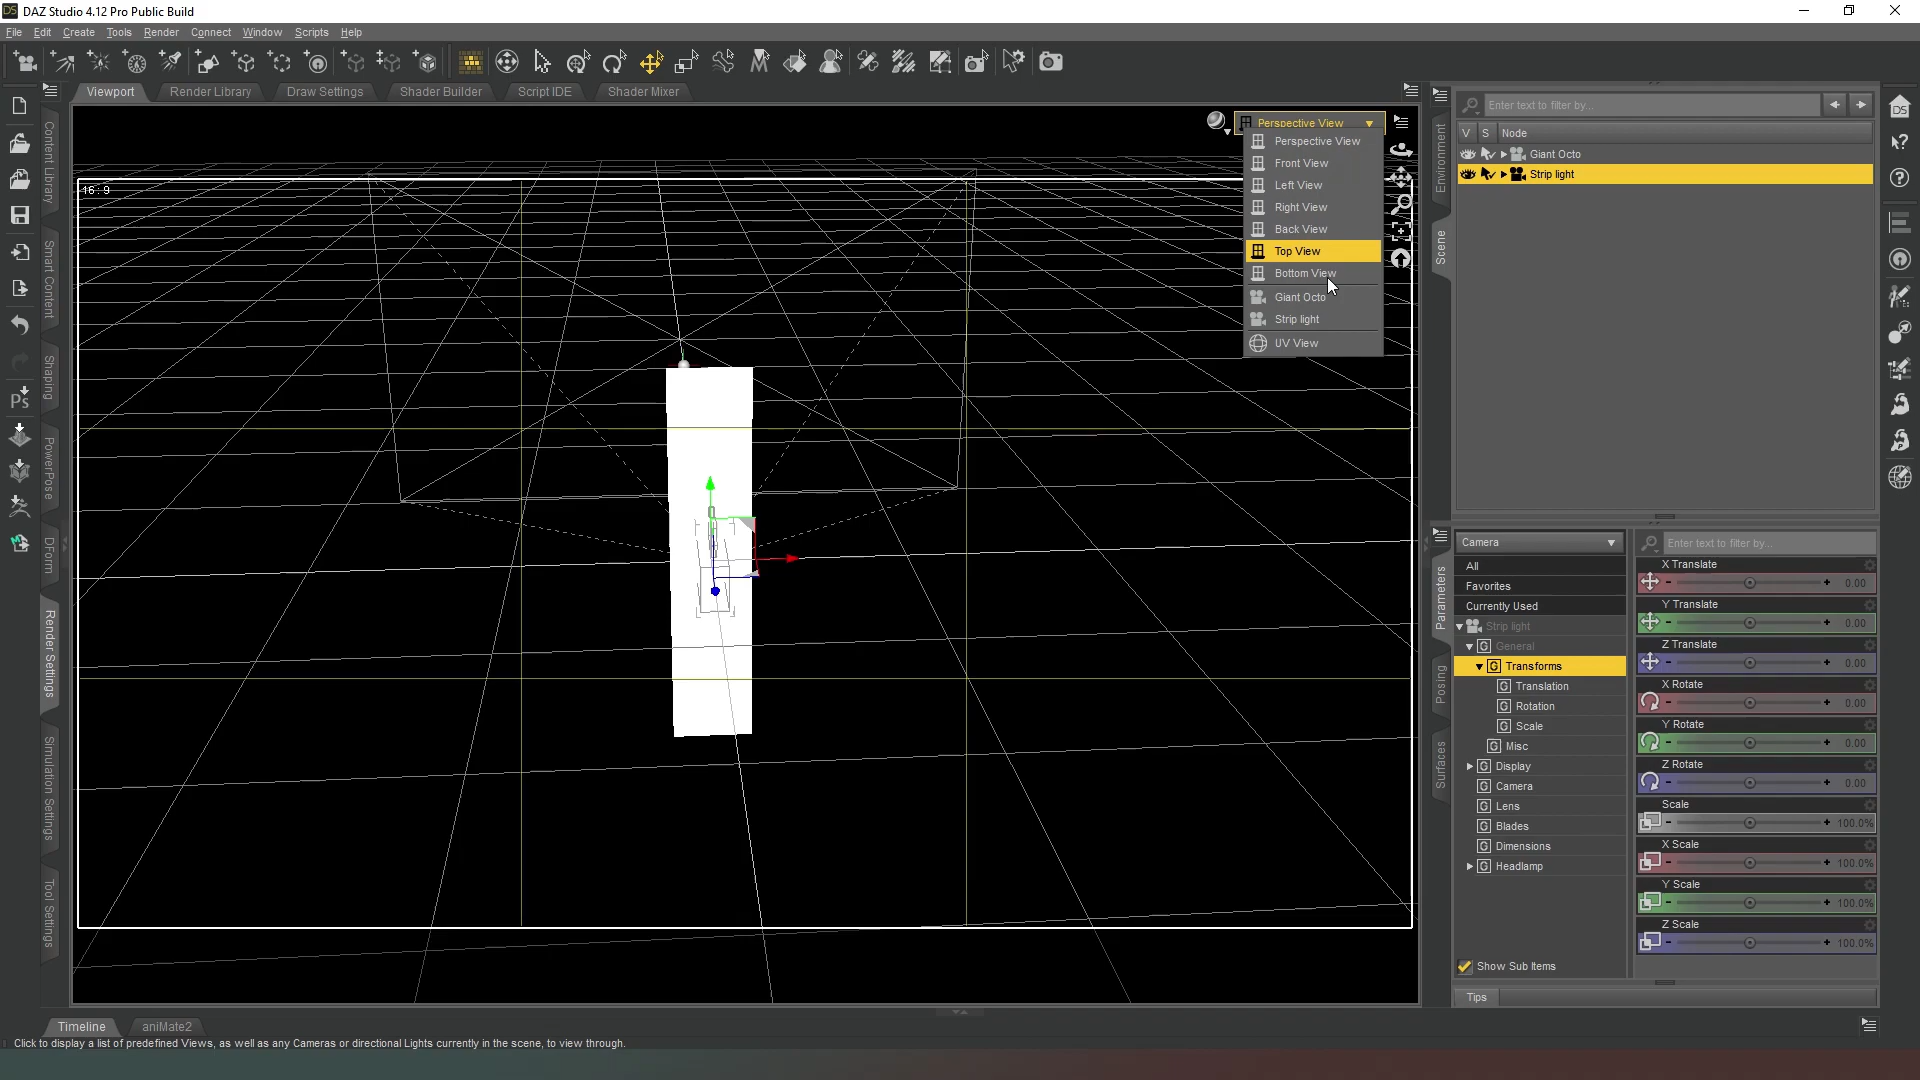 DAZ Studio 4.12 Pro Public Build
File Edit Create Tools Render Connect Window Scripts Help
Viewport Render Library Draw Settings Shader Builder Script IDE Shader Mixer
16 : 9
Perspective View
Perspective View
Front View
Left View
Right View
Back View
Top View
Bottom View
Giant Octo
Strip light
UV View
Content Library
Smart Content
Shaping
PowerPose
DForm
Render Settings
Simulation Settings
Tool Settings
Ps
Environment
Scene
Enter text to filter by...
V S Node
Giant Octo
Strip light
DS
Parameters
Posing
Surfaces
Camera
All
Favorites
Currently Used
Strip light
G General
G Transforms
G Translation
G Rotation
G Scale
G Misc
G Display
G Camera
G Lens
G Blades
G Dimensions
G Headlamp
Show Sub Items
Enter text to filter by...
X Translate
0.00
Y Translate
0.00
Z Translate
0.00
X Rotate
0.00
Y Rotate
0.00
Z Rotate
0.00
Scale
100.0%
X Scale
100.0%
Y Scale
100.0%
Z Scale
100.0%
Tips
Timeline aniMate2
Click to display a list of predefined Views, as well as any Cameras or directional Lights currently in the scene, to view through.